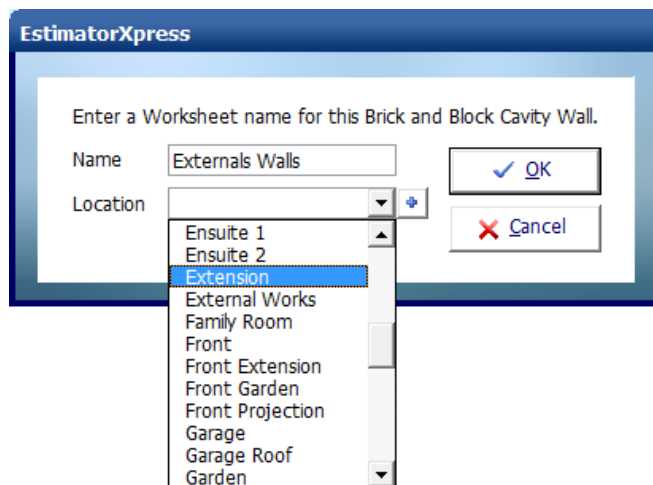 EstimatorXpress
Enter a Worksheet name for this Brick and Block Cavity Wall.
Name Externals Walls OK
Location
Cancel
Ensuite 1
Ensuite 2
Extension
External Works
Family Room
Front
Front Extension
Front Garden
Front Projection
Garage
Garage Roof
Garden